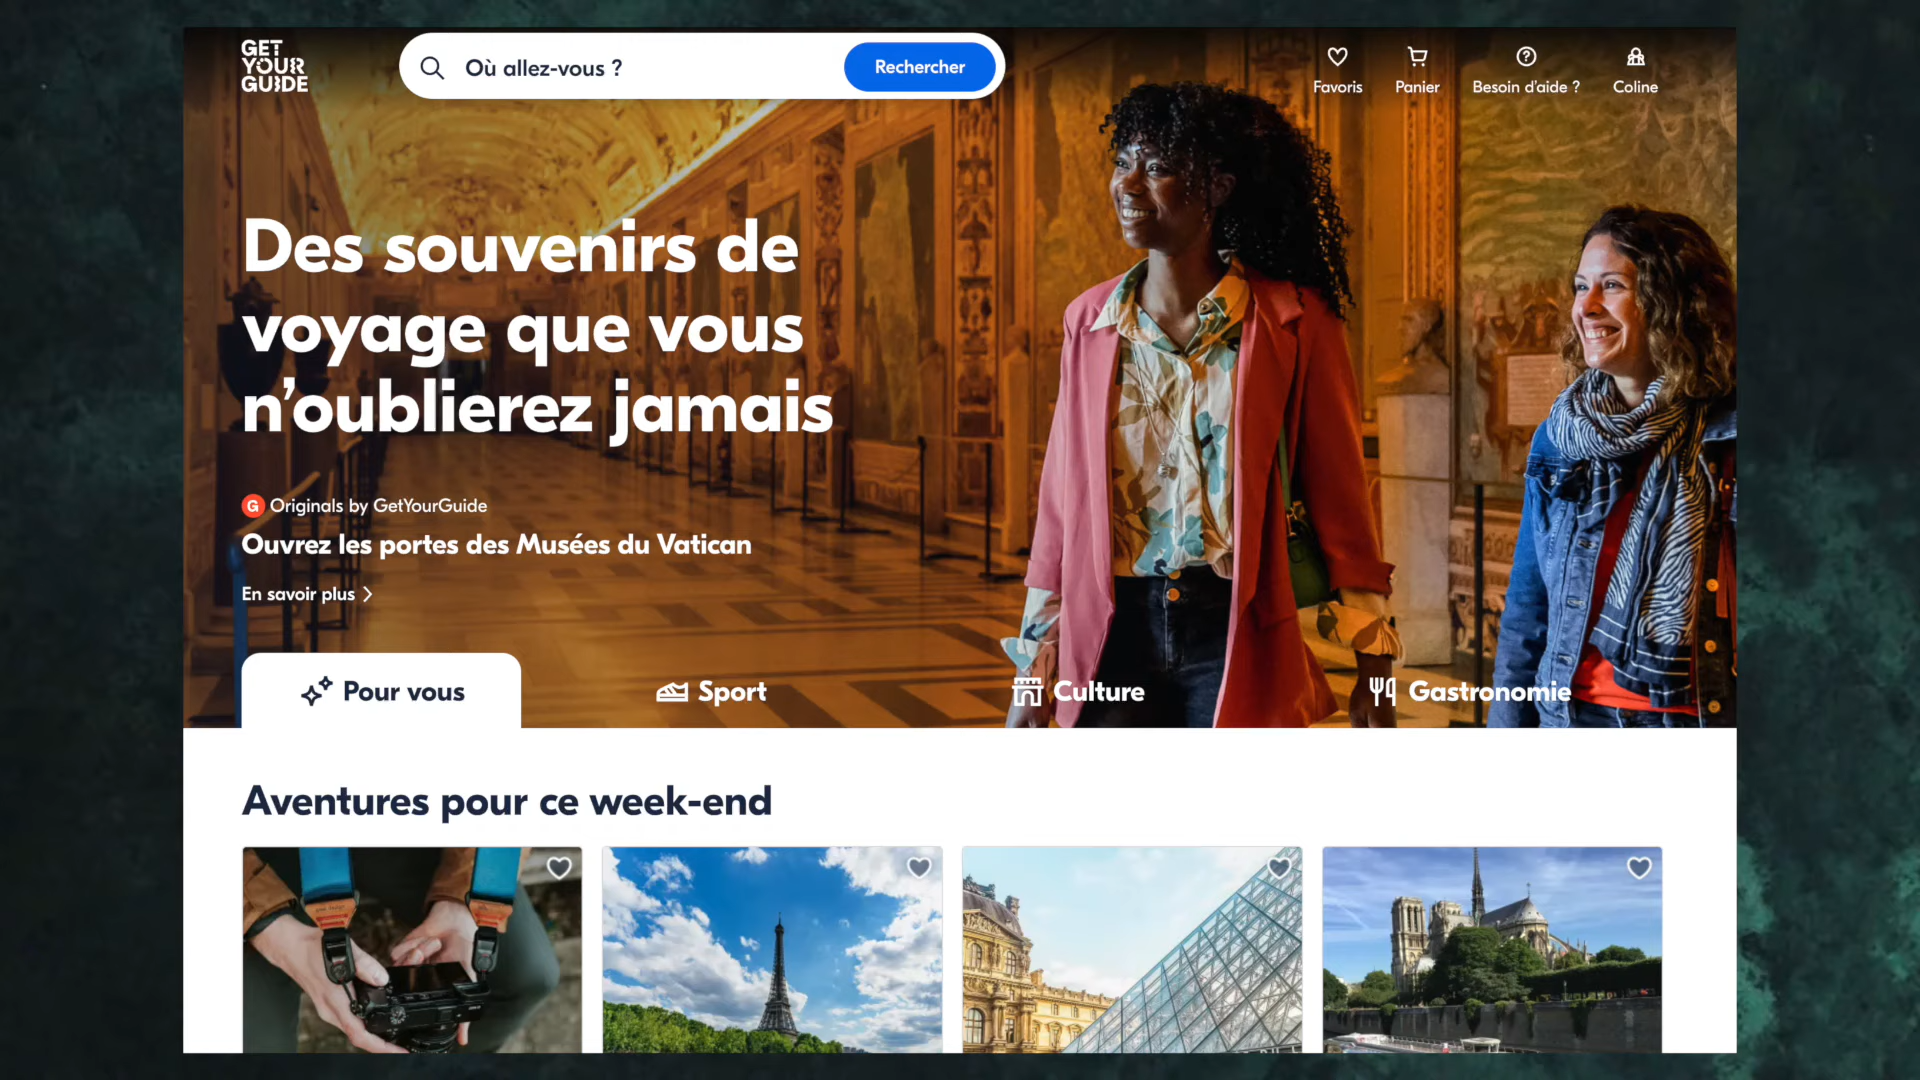 GET
YOUR
GUIDE
Où allez-vous ?
Rechercher
Favoris
Panier
Besoin d'aide ?
Coline
Des souvenirs de
voyage que vous
n'oublierez jamais
G Originals by GetYourGuide
Ouvrez les portes des Musées du Vatican
En savoir plus
Pour vous
Sport
Culture
Gastronomie
Aventures pour ce week-end